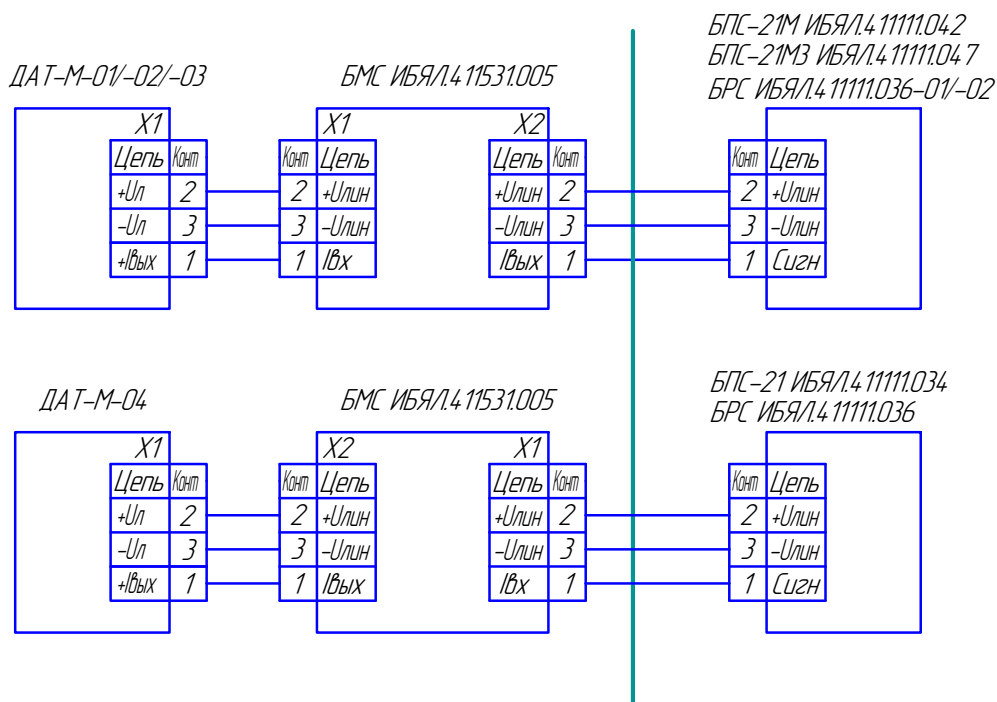 БПС-21М ИБЯЛ.411111.042
БПС-21М3 ИБЯЛ.411111.047
ДАТ-М-01/-02/-03 БМС ИБЯЛ.411531.005 БРС ИБЯЛ.411111.036-01/-02
X1 X1 X2
Цепь Конт Конт Цепь Цепь Конт Конт Цепь
+Uл 2 2 +Uлин +Uлин 2 2 +Uлин
-Uл 3 3 -Uлин -Uлин 3 3 -Uлин
+Iвых 1 1 Iвх Iвых 1 1 Сигн
БПС-21 ИБЯЛ.411111.034
ДАТ-М-04 БМС ИБЯЛ.411531.005 БРС ИБЯЛ.411111.036
X1 X2 X1
Цепь Конт Конт Цепь Цепь Конт Конт Цепь
+Uл 2 2 +Uлин +Uлин 2 2 +Uлин
-Uл 3 3 -Uлин -Uлин 3 3 -Uлин
+Iвых 1 1 Iвых Iвх 1 1 Сигн